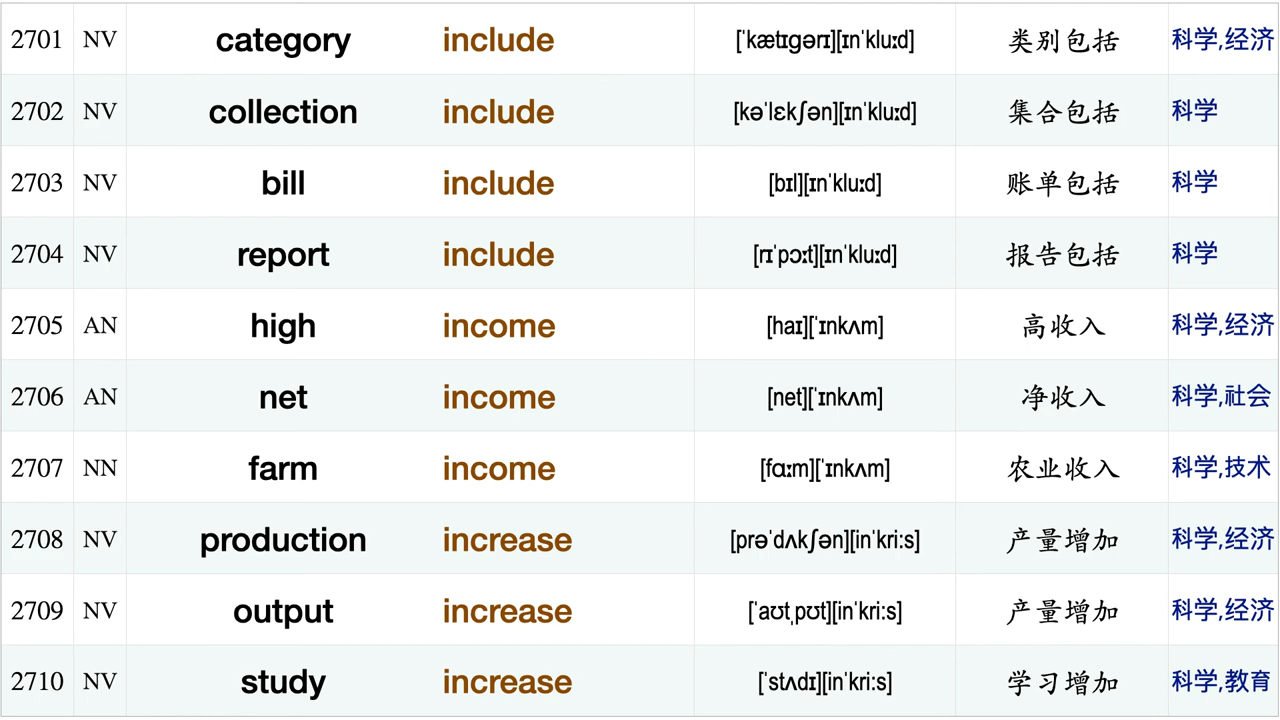 2701 NV category include [ˈkætɪgərɪ][ɪnˈkluːd] 类别包括 科学,经济
2702 NV collection include [kəˈlɛkʃən][ɪnˈkluːd] 集合包括 科学
2703 NV bill include [bɪl][ɪnˈkluːd] 账单包括 科学
2704 NV report include [rɪˈpɔːt][ɪnˈkluːd] 报告包括 科学
2705 AN high income [haɪ][ˈɪnkʌm] 高收入 科学,经济
2706 AN net income [net][ˈɪnkʌm] 净收入 科学,社会
2707 NN farm income [fɑːm][ˈɪnkʌm] 农业收入 科学,技术
2708 NV production increase [prəˈdʌkʃən][inˈkriːs] 产量增加 科学,经济
2709 NV output increase [ˈaʊtˌpʊt][inˈkriːs] 产量增加 科学,经济
2710 NV study increase [ˈstʌdɪ][inˈkriːs] 学习增加 科学,教育